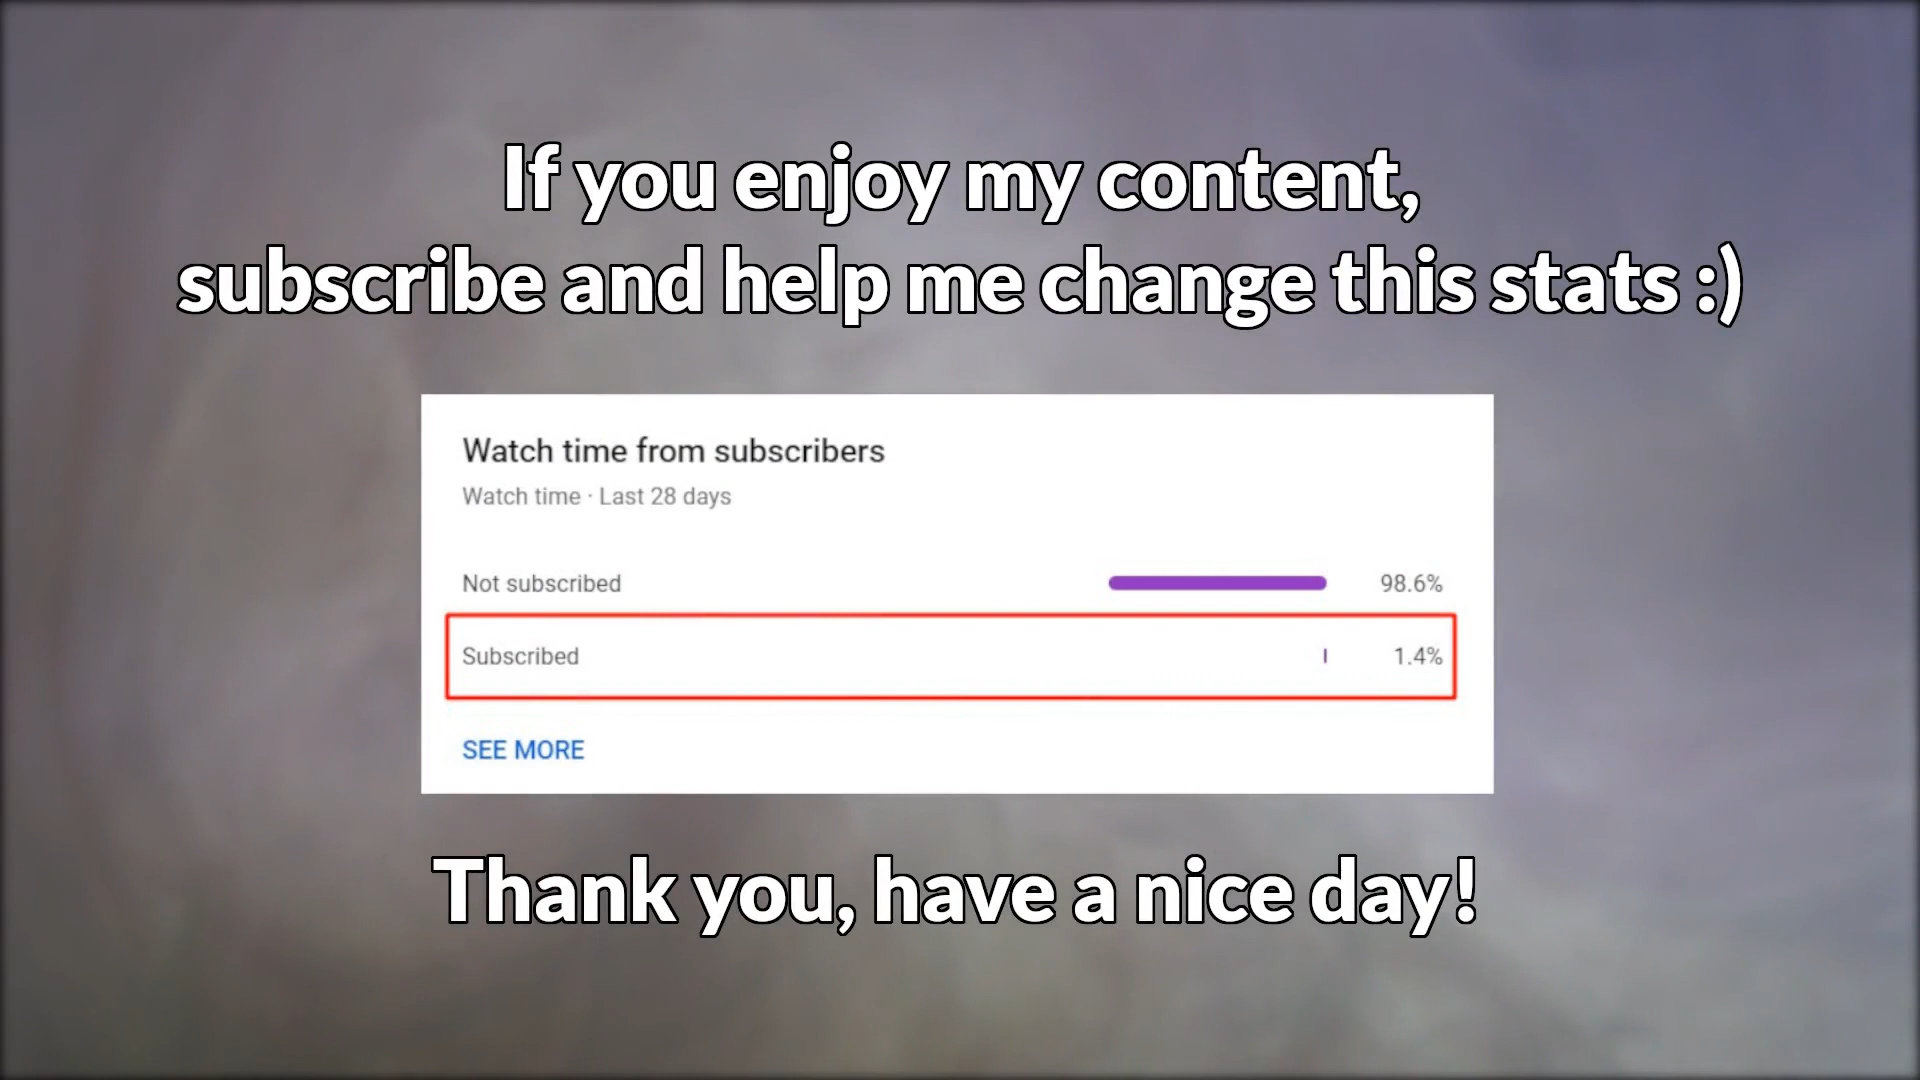 If you enjoy my content,
subscribe and help me change this stats :)
Watch time from subscribers
Watch time · Last 28 days
Not subscribed 98.6%
Subscribed 1.4%
SEE MORE
Thank you, have a nice day!